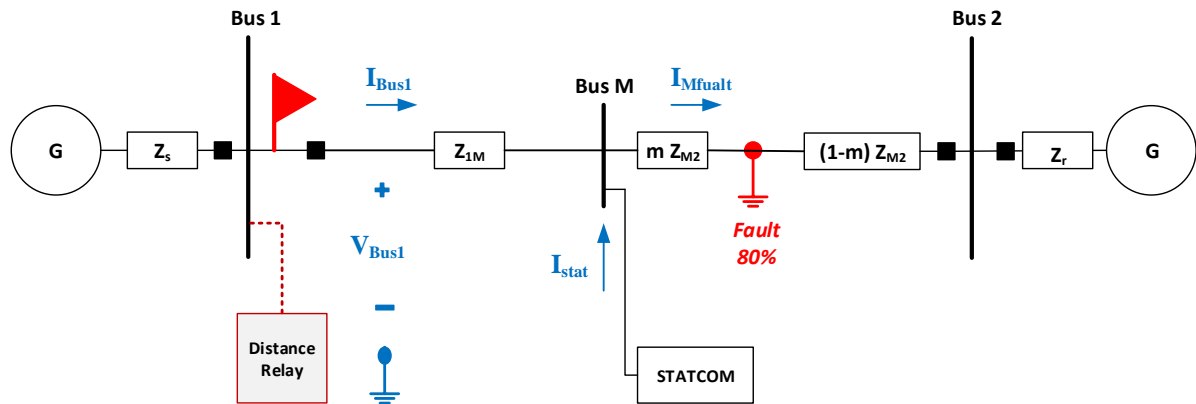 Bus 1
Bus 2
I_Bus1
Bus M
I_Mfualt
G
Z_s
Z_1M
m Z_M2
(1-m) Z_M2
Z_r
G
+
V_Bus1
−
I_stat
Fault
80%
Distance
Relay
STATCOM